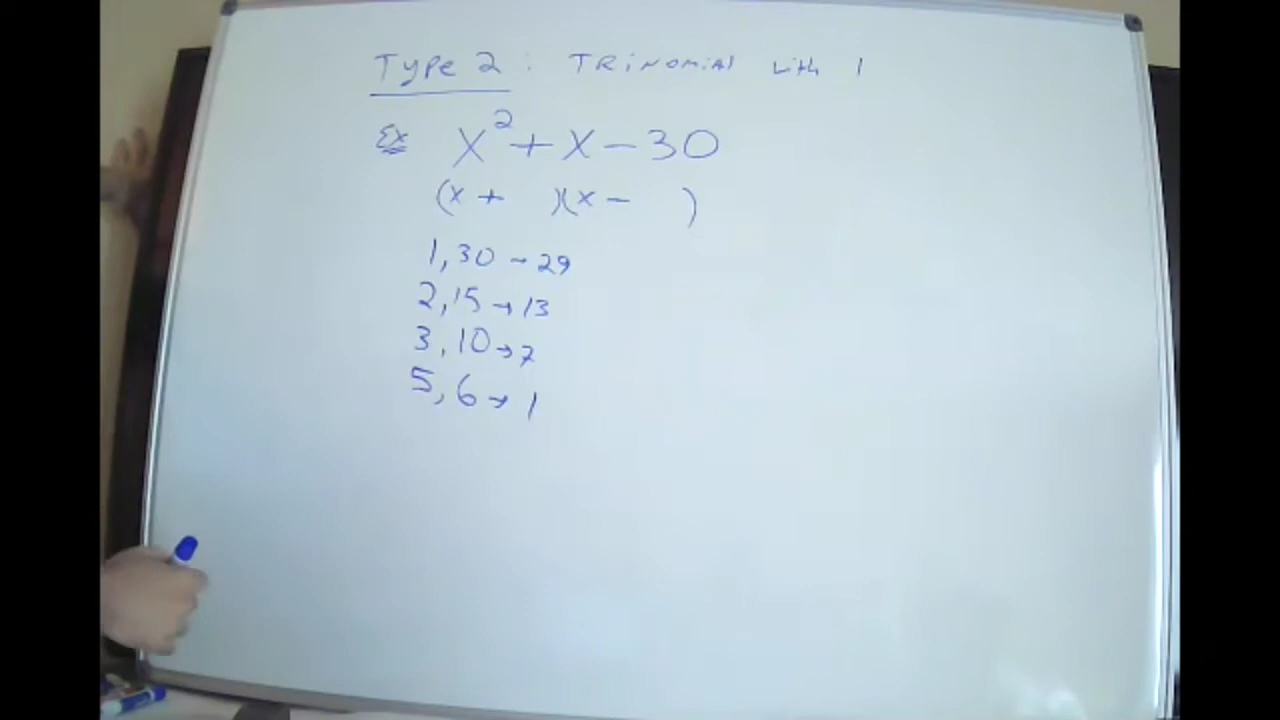 Type 2 : TRiNOMiAl with 1
Ex x² + x - 30
(x + )(x - )
1, 30 → 29
2, 15 → 13
3, 10 → 7
5, 6 → 1